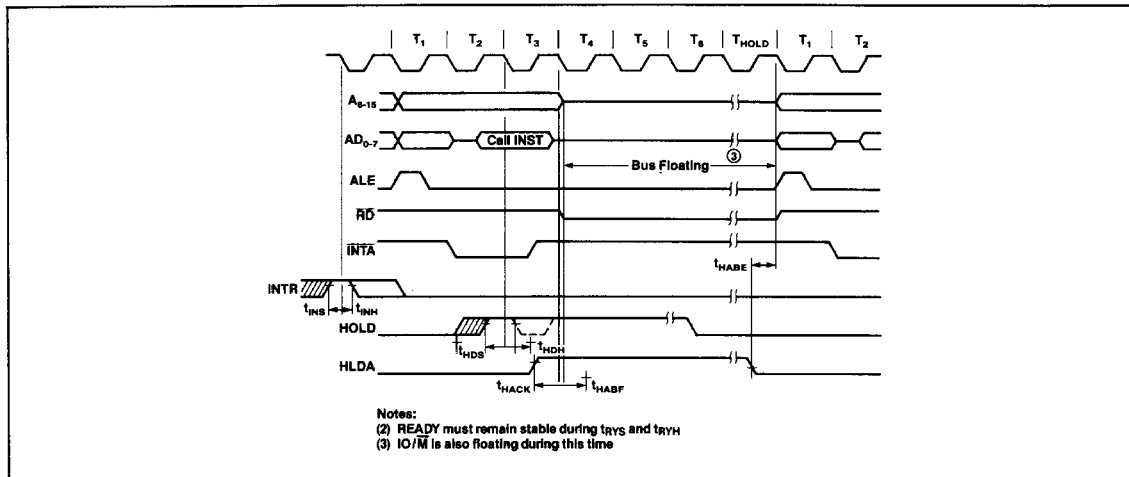 T1 T2 T3 T4 T5 T6 THOLD T1 T2
A8-15
AD0-7 Call INST
Bus Floating ③
ALE
RD
INTA
tHABE
INTR
tINS tINH
HOLD
tHDS tHDH
HLDA
tHACK tHABF
Notes:
(2) READY must remain stable during tRYS and tRYH
(3) IO/M is also floating during this time